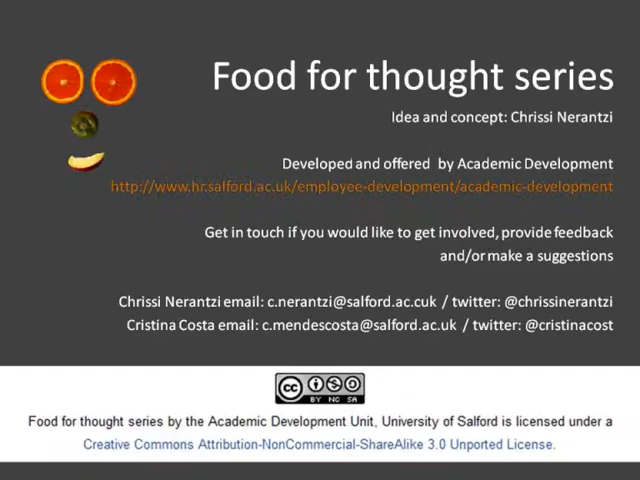 Food for thought series
Idea and concept: Chrissi Nerantzi
Developed and offered by Academic Development
http://www.hr.salford.ac.uk/employee-development/academic-development
Get in touch if you would like to get involved, provide feedback
and/or make a suggestions
Chrissi Nerantzi email: c.nerantzi@salford.ac.cuk / twitter: @chrissinerantzi
Cristina Costa email: c.mendescosta@salford.ac.uk / twitter: @cristinacost
cc BY NC SA
Food for thought series by the Academic Development Unit, University of Salford is licensed under a
Creative Commons Attribution-NonCommercial-ShareAlike 3.0 Unported License.